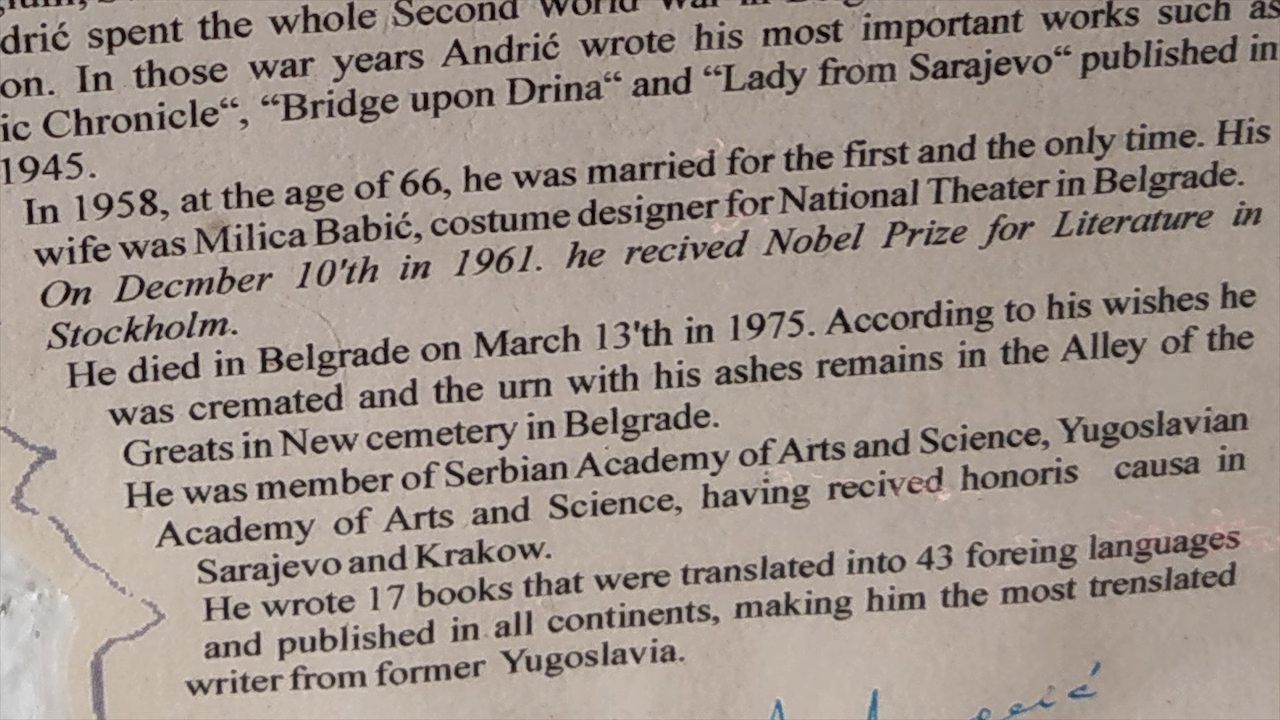 drić spent the whole Second World War in
on. In those war years Andrić wrote his most important works such as
ic Chronicle“, “Bridge upon Drina“ and “Lady from Sarajevo“ published in
1945.
In 1958, at the age of 66, he was married for the first and the only time. His
wife was Milica Babić, costume designer for National Theater in Belgrade.
On Decmber 10'th in 1961. he recived Nobel Prize for Literature in
Stockholm.
He died in Belgrade on March 13'th in 1975. According to his wishes he
was cremated and the urn with his ashes remains in the Alley of the
Greats in New cemetery in Belgrade.
He was member of Serbian Academy of Arts and Science, Yugoslavian
Academy of Arts and Science, having recived honoris causa in
Sarajevo and Krakow.
He wrote 17 books that were translated into 43 foreing languages
and published in all continents, making him the most trenslated
writer from former Yugoslavia.